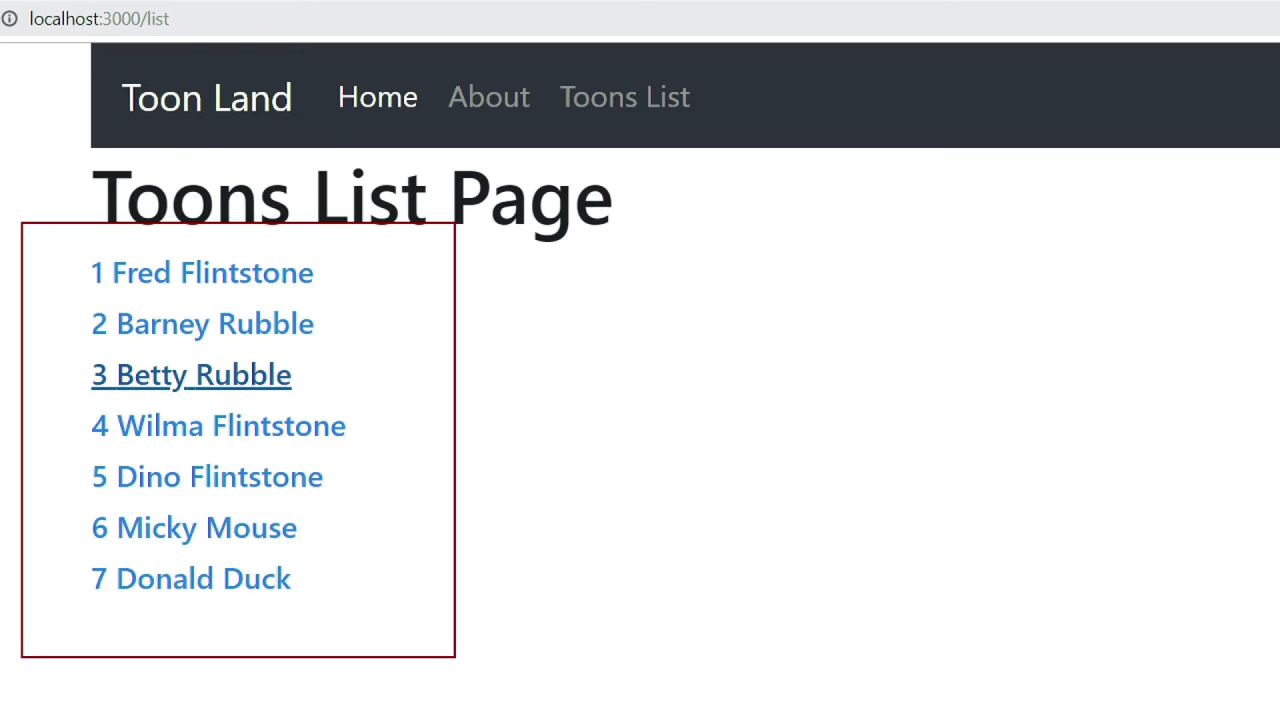 localhost:3000/list
Toon Land Home About Toons List
Toons List Page
1 Fred Flintstone
2 Barney Rubble
3 Betty Rubble
4 Wilma Flintstone
5 Dino Flintstone
6 Micky Mouse
7 Donald Duck